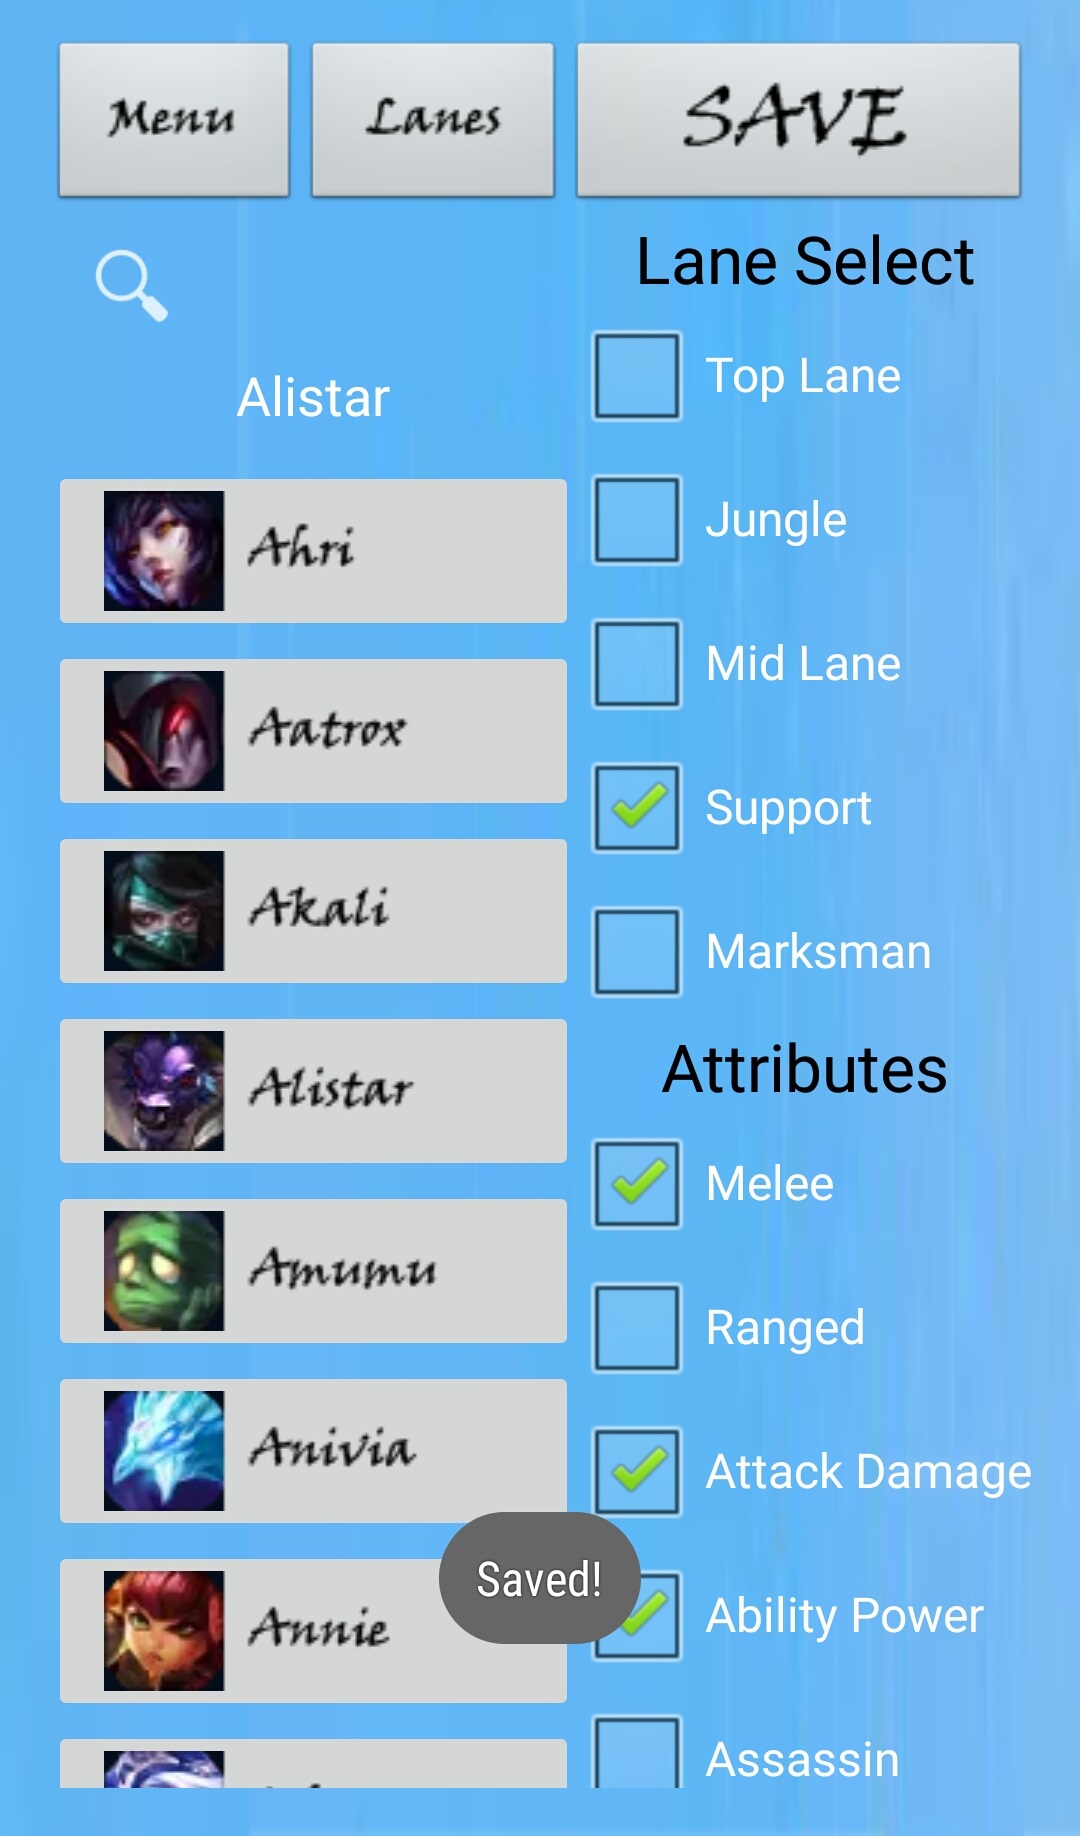 Menu
Lanes
SAVE
Alistar
Ahri
Aatrox
Akali
Alistar
Amumu
Anivia
Annie
Lane Select
Top Lane
Jungle
Mid Lane
Support
Marksman
Attributes
Melee
Ranged
Attack Damage
Ability Power
Assassin
Saved!